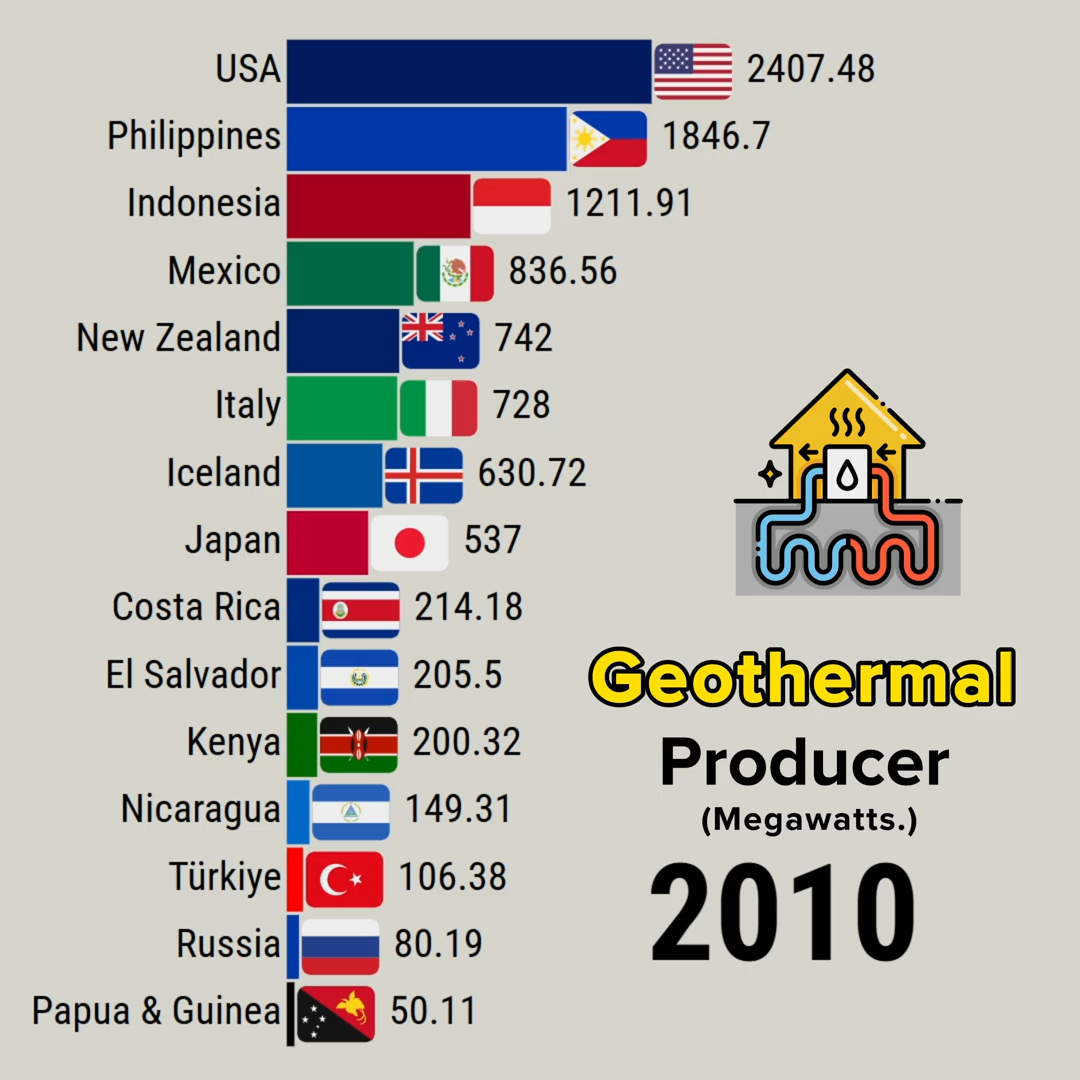 USA 2407.48
Philippines 1846.7
Indonesia 1211.91
Mexico 836.56
New Zealand 742
Italy 728
Iceland 630.72
Japan 537
Costa Rica 214.18
El Salvador 205.5
Kenya 200.32
Nicaragua 149.31
Türkiye 106.38
Russia 80.19
Papua & Guinea 50.11
Geothermal
Producer
(Megawatts.)
2010